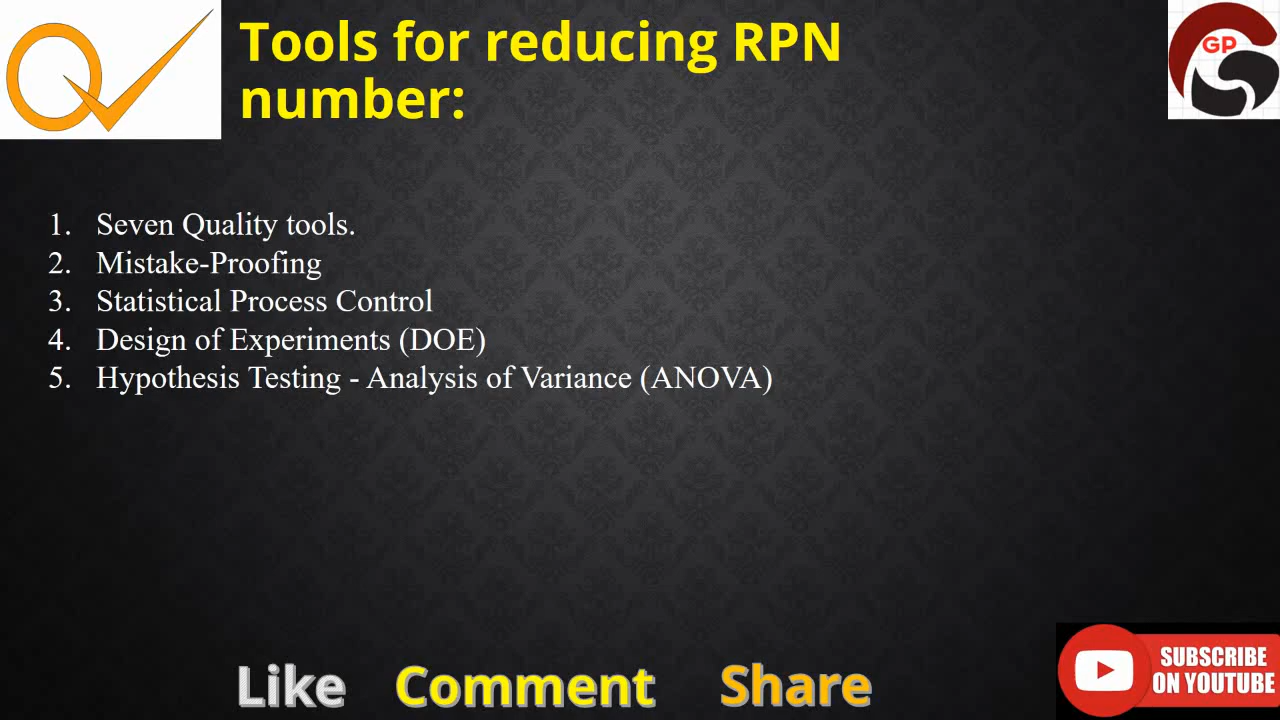 Tools for reducing RPN
number:
GP
1. Seven Quality tools.
2. Mistake-Proofing
3. Statistical Process Control
4. Design of Experiments (DOE)
5. Hypothesis Testing - Analysis of Variance (ANOVA)
Like Comment Share
SUBSCRIBE
ON YOUTUBE